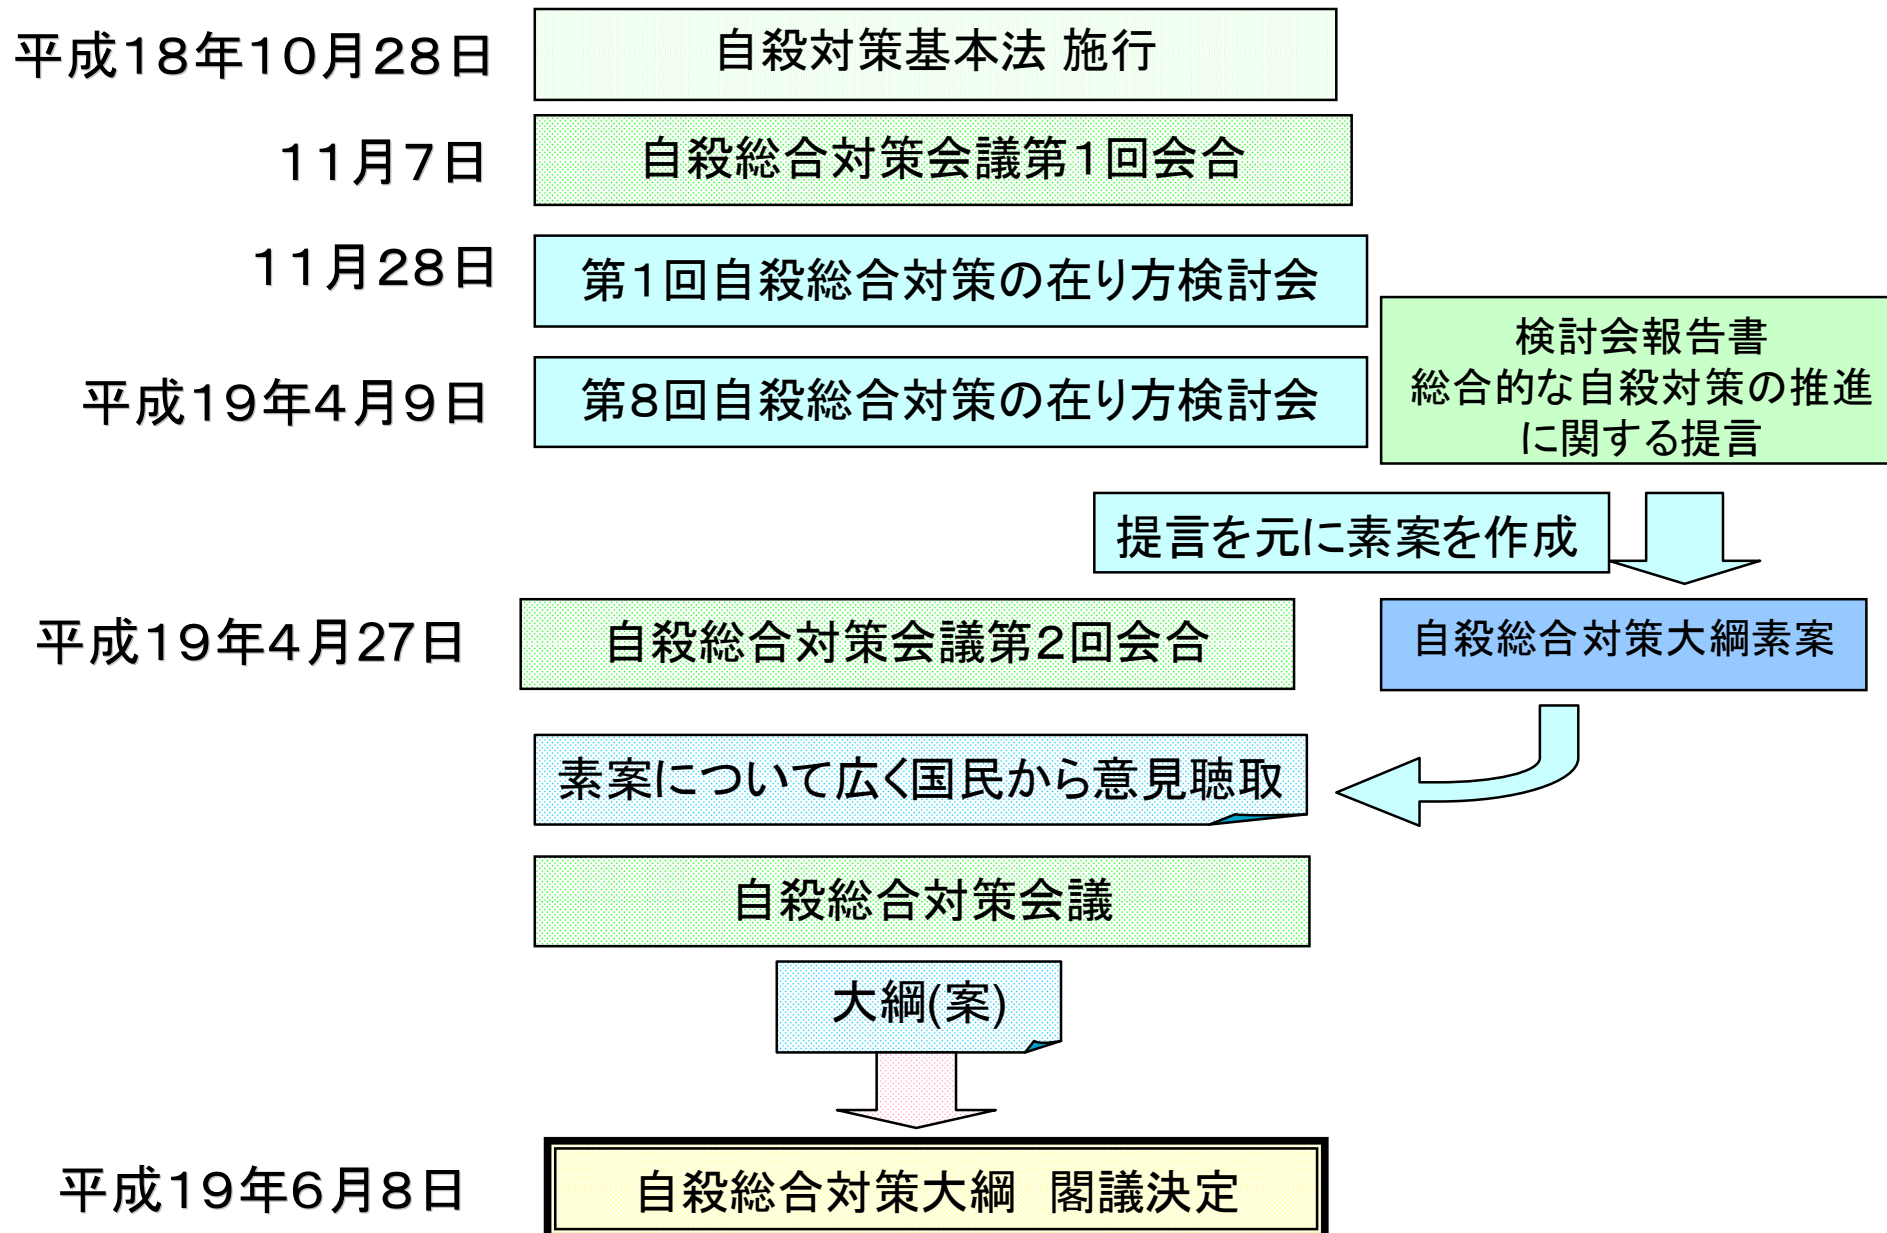 平成18年10月28日
自殺対策基本法 施行
11月7日
自殺総合対策会議第1回会合
11月28日
第1回自殺総合対策の在り方検討会
平成19年4月9日
第8回自殺総合対策の在り方検討会
検討会報告書
総合的な自殺対策の推進
に関する提言
提言を元に素案を作成
平成19年4月27日
自殺総合対策会議第2回会合
自殺総合対策大綱素案
素案について広く国民から意見聴取
自殺総合対策会議
大綱(案)
平成19年6月8日
自殺総合対策大綱　閣議決定